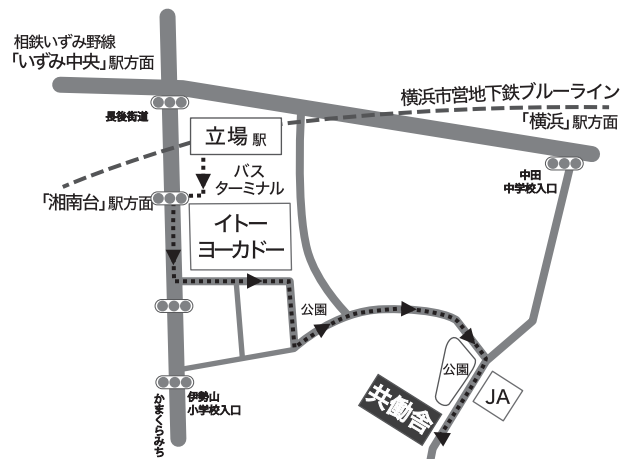 相鉄いずみ野線
「いずみ中央」駅方面
長後街道
横浜市営地下鉄ブルーライン
「横浜」駅方面
立場 駅
バス
ターミナル
中田
中学校入口
「湘南台」駅方面
イトー
ヨーカドー
公園
公園
JA
共働舎
伊勢山
小学校入口
かまくらみち